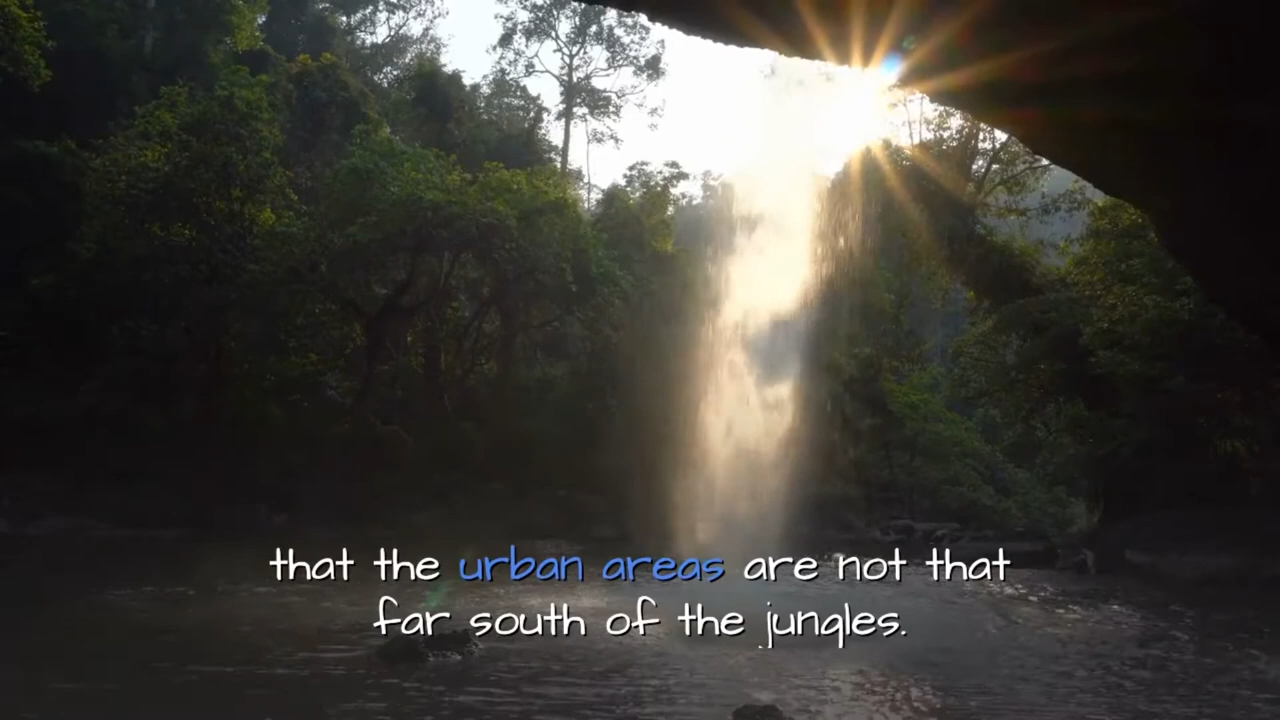 that the urban areas are not that
far south of the jungles.